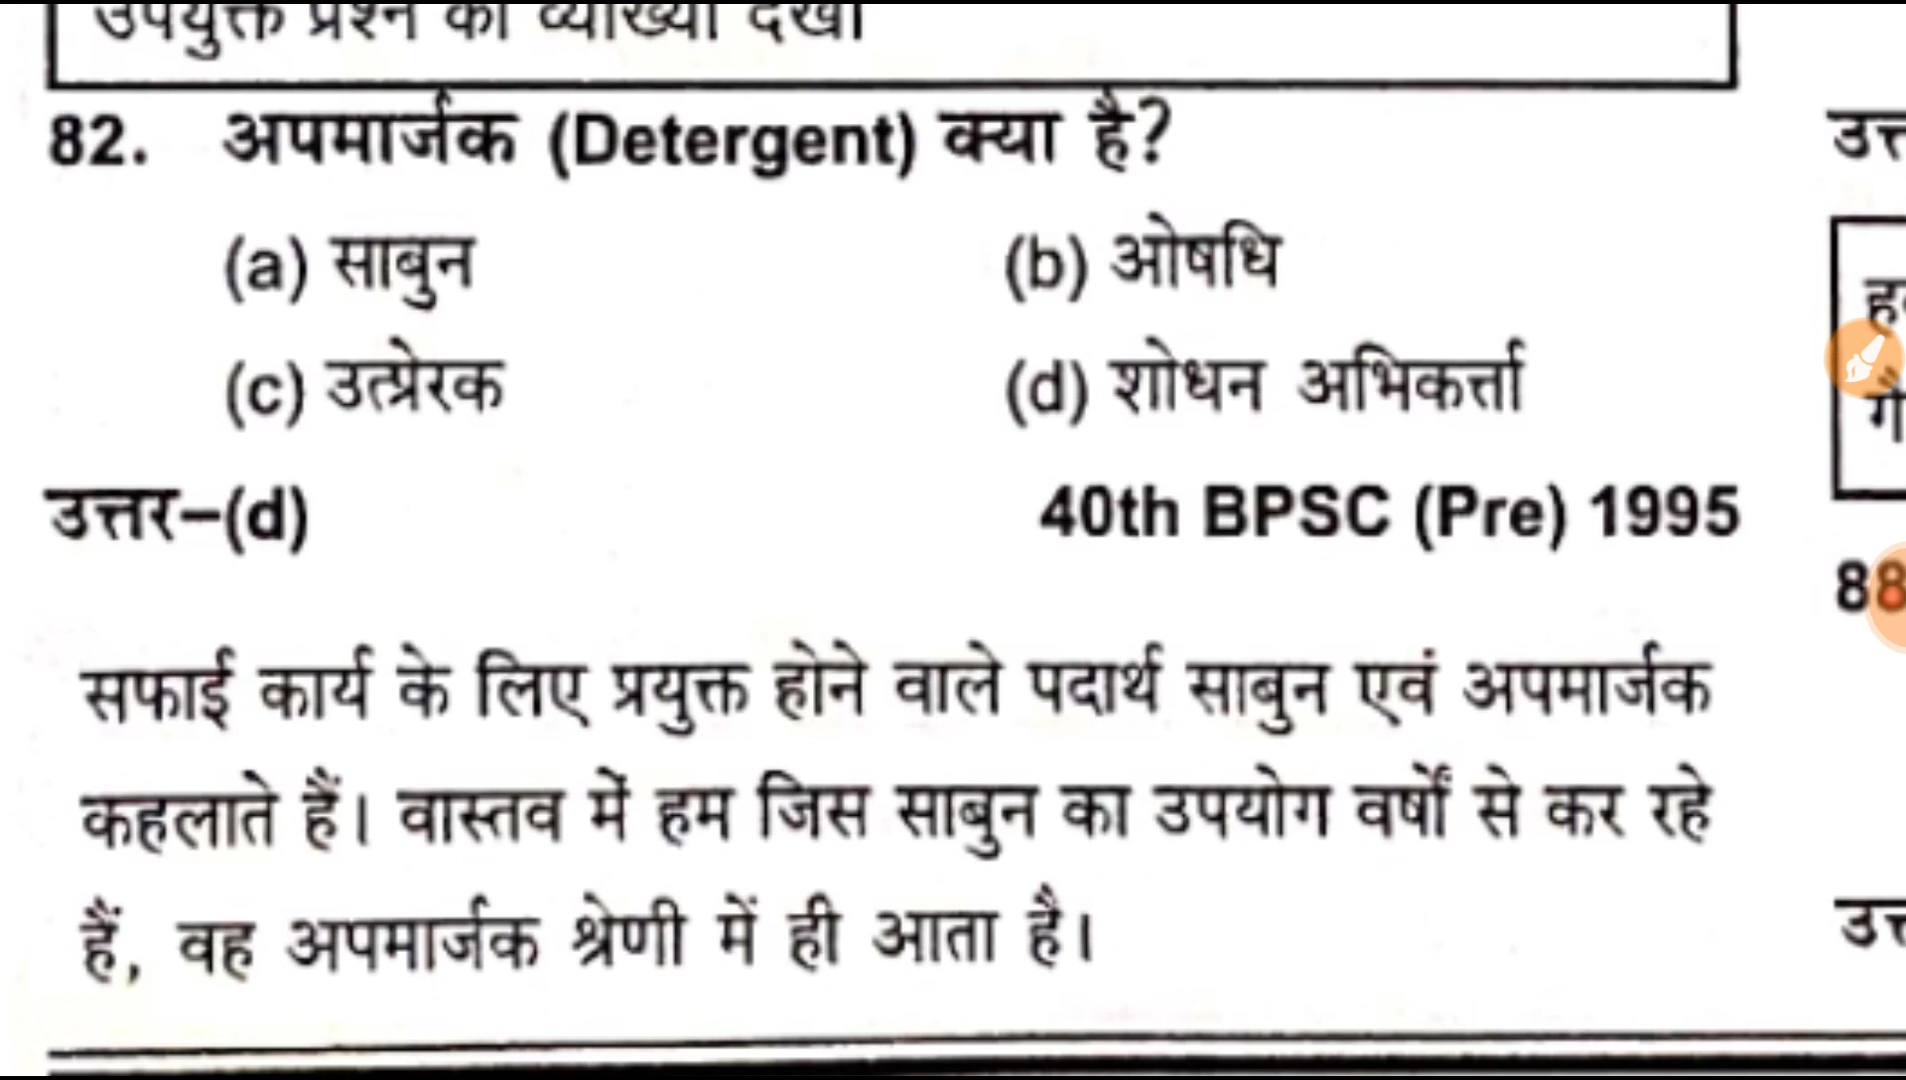 82. अपमार्जक (Detergent) क्या है?
(a) साबुन (b) ओषधि
(c) उत्प्रेरक (d) शोधन अभिकर्त्ता
उत्तर–(d) 40th BPSC (Pre) 1995
सफाई कार्य के लिए प्रयुक्त होने वाले पदार्थ साबुन एवं अपमार्जक
कहलाते हैं। वास्तव में हम जिस साबुन का उपयोग वर्षों से कर रहे
हैं, वह अपमार्जक श्रेणी में ही आता है।